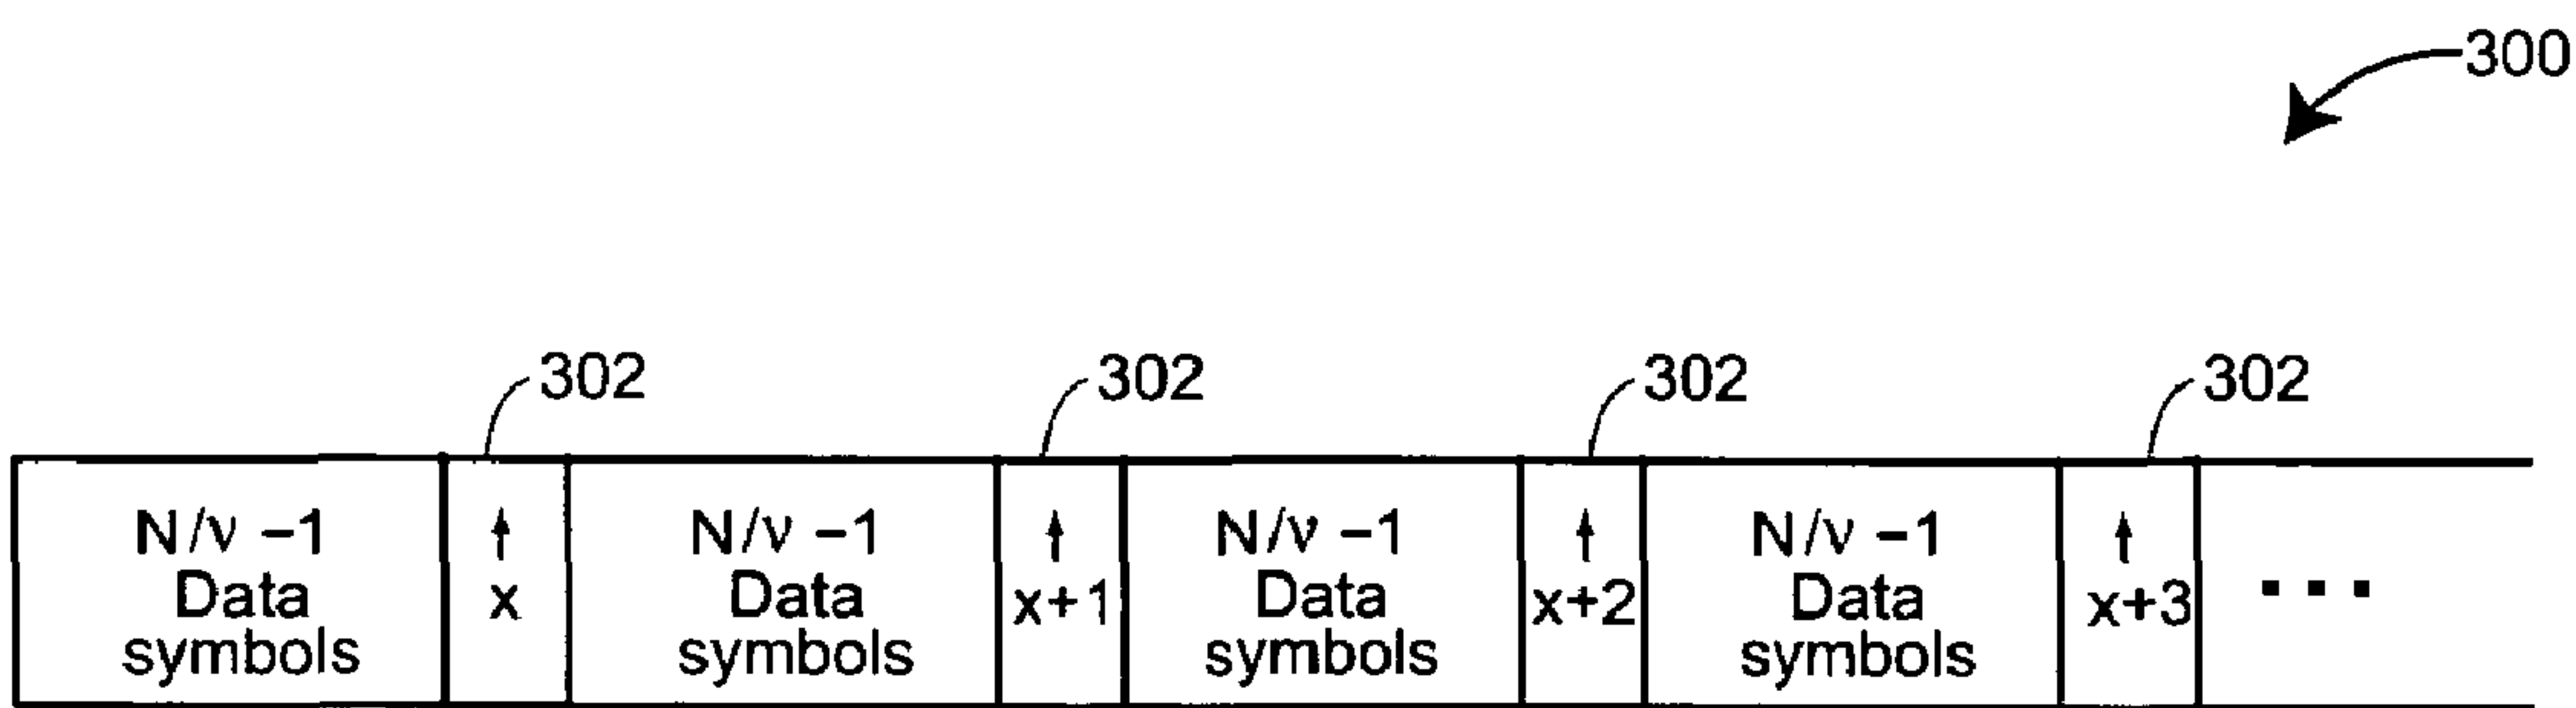 300
302 302 302 302
N/ν −1 N/ν −1 N/ν −1 N/ν −1
Data ↑ Data ↑ Data ↑ Data ↑
symbols x symbols x+1 symbols x+2 symbols x+3 ...